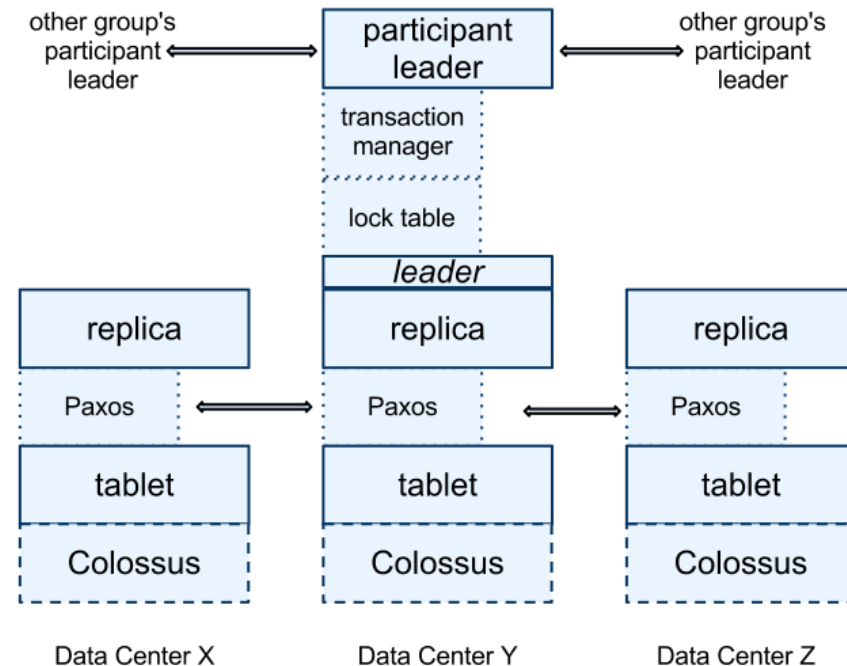 other group's
participant
leader
participant
leader
other group's
participant
leader
transaction
manager
lock table
leader
replica
replica
replica
Paxos
Paxos
Paxos
tablet
tablet
tablet
Colossus
Colossus
Colossus
Data Center X
Data Center Y
Data Center Z